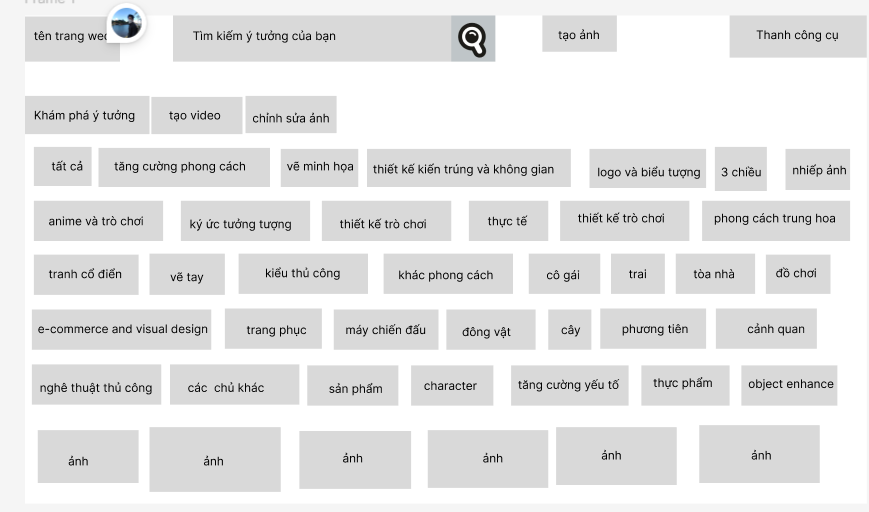 Frame 1
tên trang web
Tìm kiếm ý tưởng của bạn
tạo ảnh
Thanh công cụ
Khám phá ý tưởng
tạo video
chỉnh sửa ảnh
tất cả
tăng cường phong cách
vẽ minh họa
thiết kế kiến trúng và không gian
logo và biểu tượng
3 chiều
nhiếp ảnh
anime và trò chơi
ký ức tưởng tượng
thiết kế trò chơi
thực tế
thiết kế trò chơi
phong cách trung hoa
tranh cổ điển
vẽ tay
kiểu thủ công
khác phong cách
cô gái
trai
tòa nhà
đồ chơi
e-commerce and visual design
trang phục
máy chiến đấu
đông vật
cây
phương tiên
cảnh quan
nghê thuật thủ công
các chủ khác
sản phẩm
character
tăng cường yếu tố
thực phẩm
object enhance
ảnh
ảnh
ảnh
ảnh
ảnh
ảnh